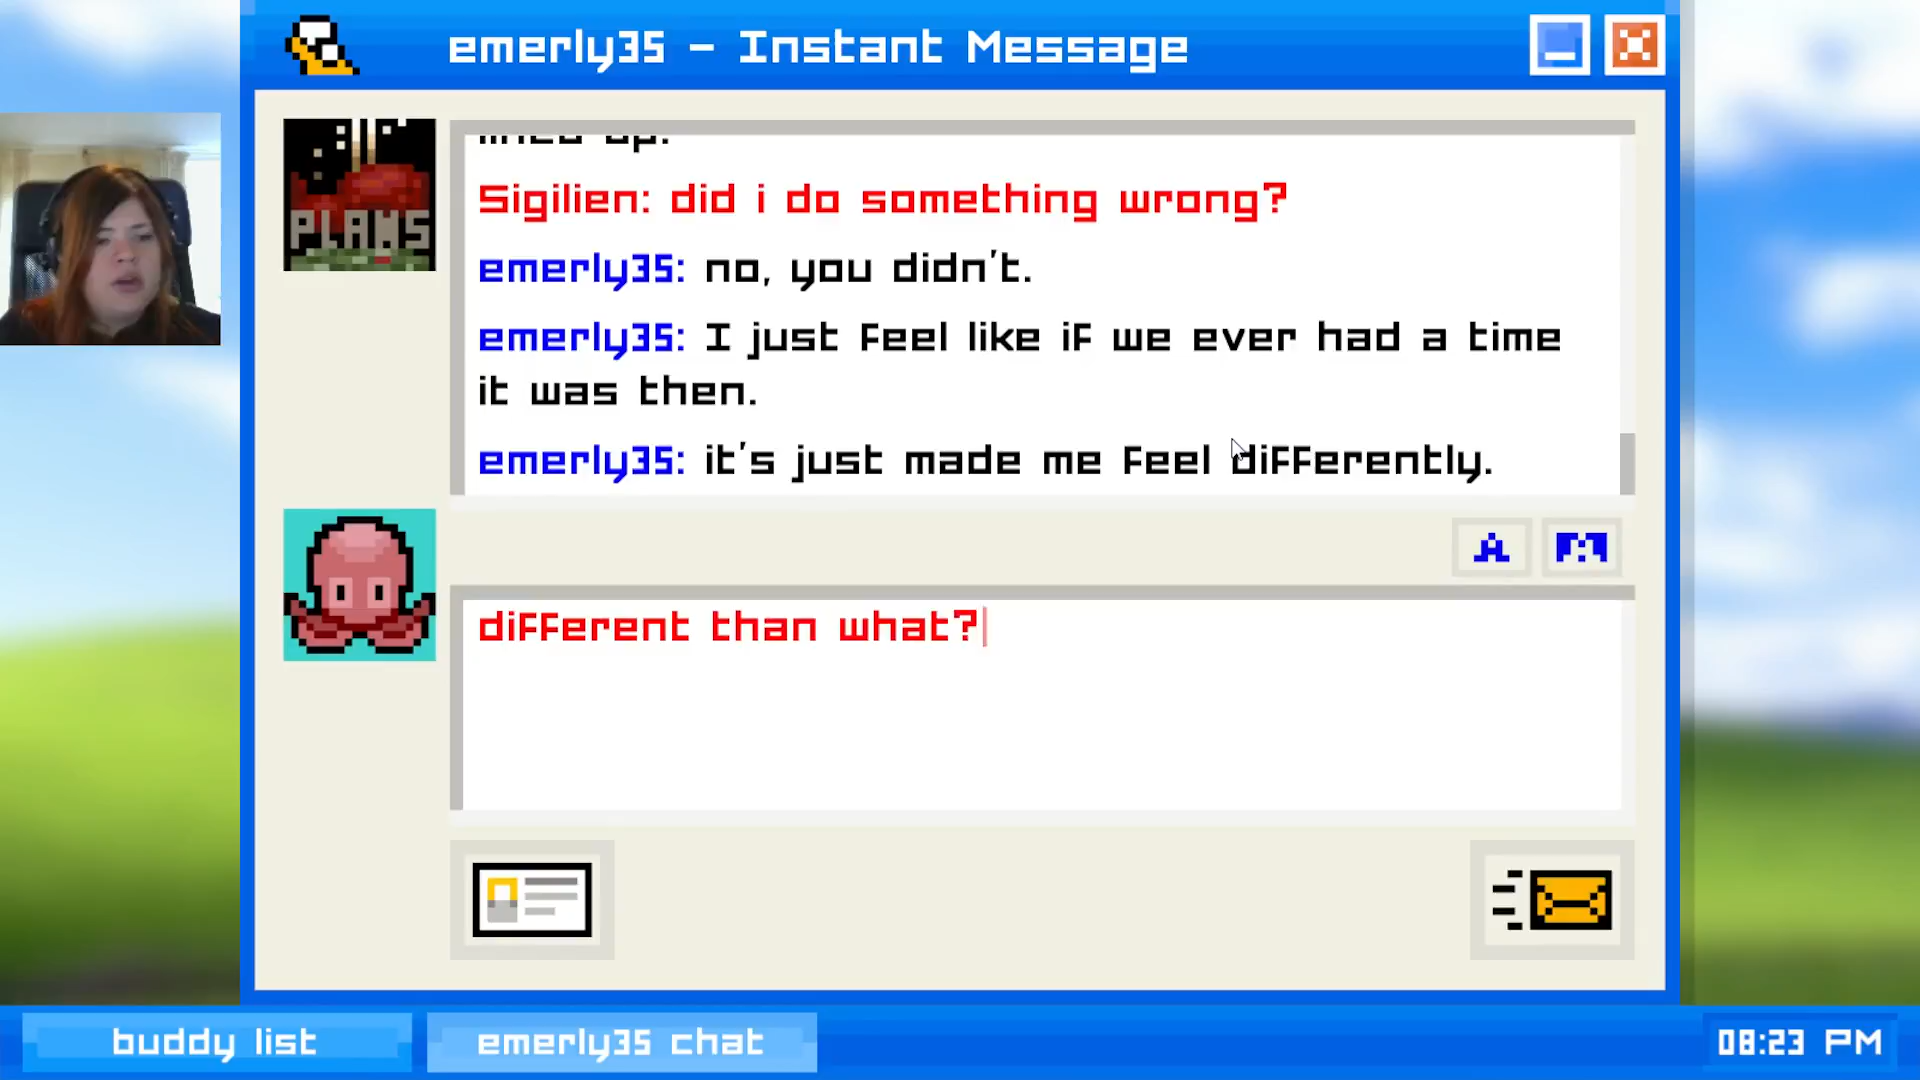 emerly35 - Instant Message
PLANS
lined up.
Sigilien: did i do something wrong?
emerly35: no, you didn't.
emerly35: I just feel like if we ever had a time
it was then.
emerly35: it's just made me feel differently.
A
different than what?
buddy list
emerly35 chat
08:23 PM